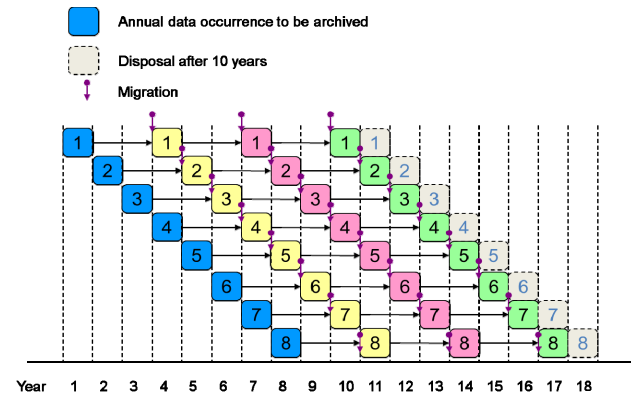 Annual data occurrence to be archived
Disposal after 10 years
Migration
1 1 1 1 1
2 2 2 2 2
3 3 3 3 3
4 4 4 4 4
5 5 5 5 5
6 6 6 6 6
7 7 7 7 7
8 8 8 8 8
Year 1 2 3 4 5 6 7 8 9 10 11 12 13 14 15 16 17 18